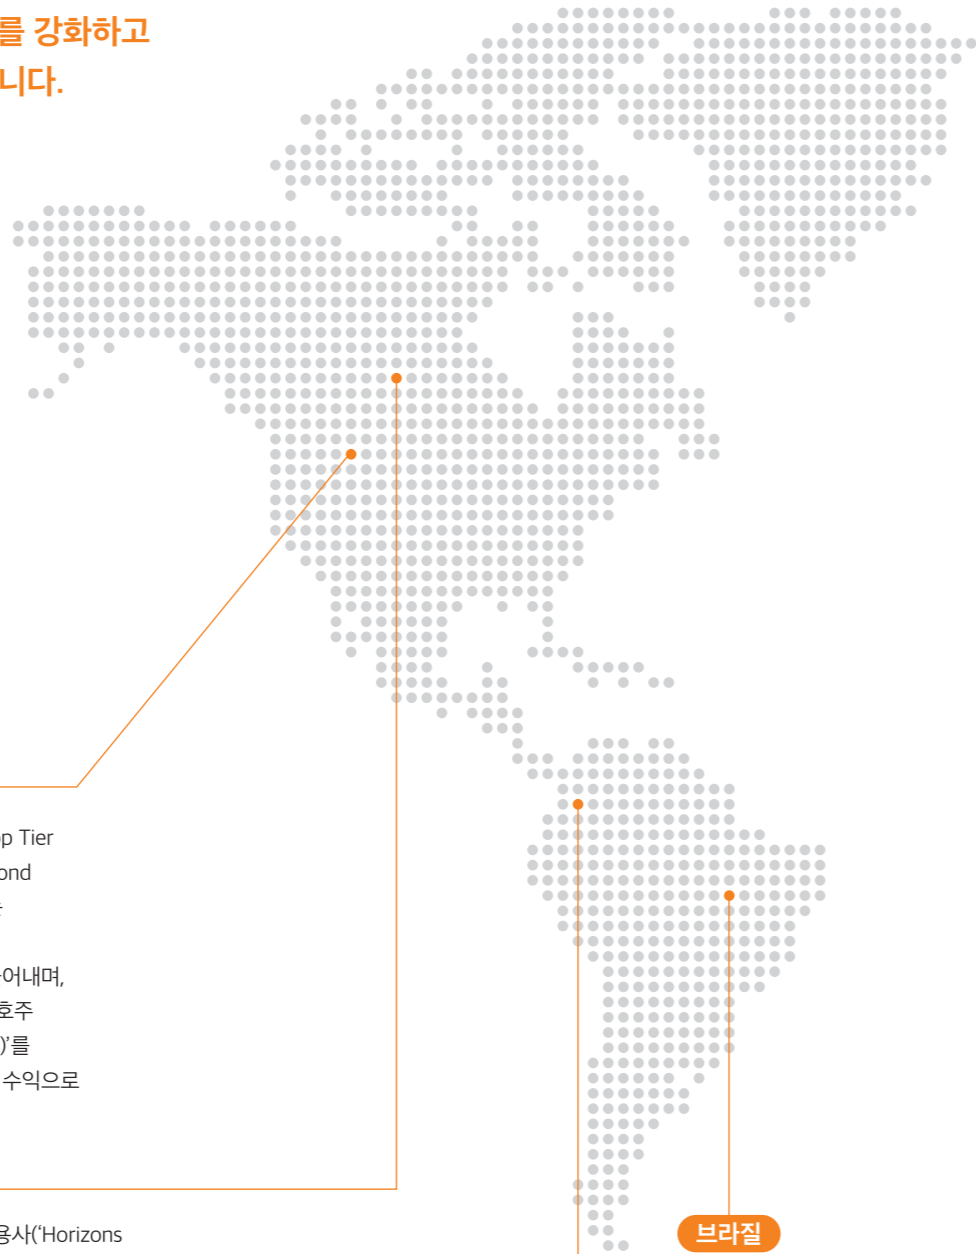 를 강화하고
니다.
op Tier
ond
어내며,
호주
)’를
수익으로
용사(‘Horizons
브라질